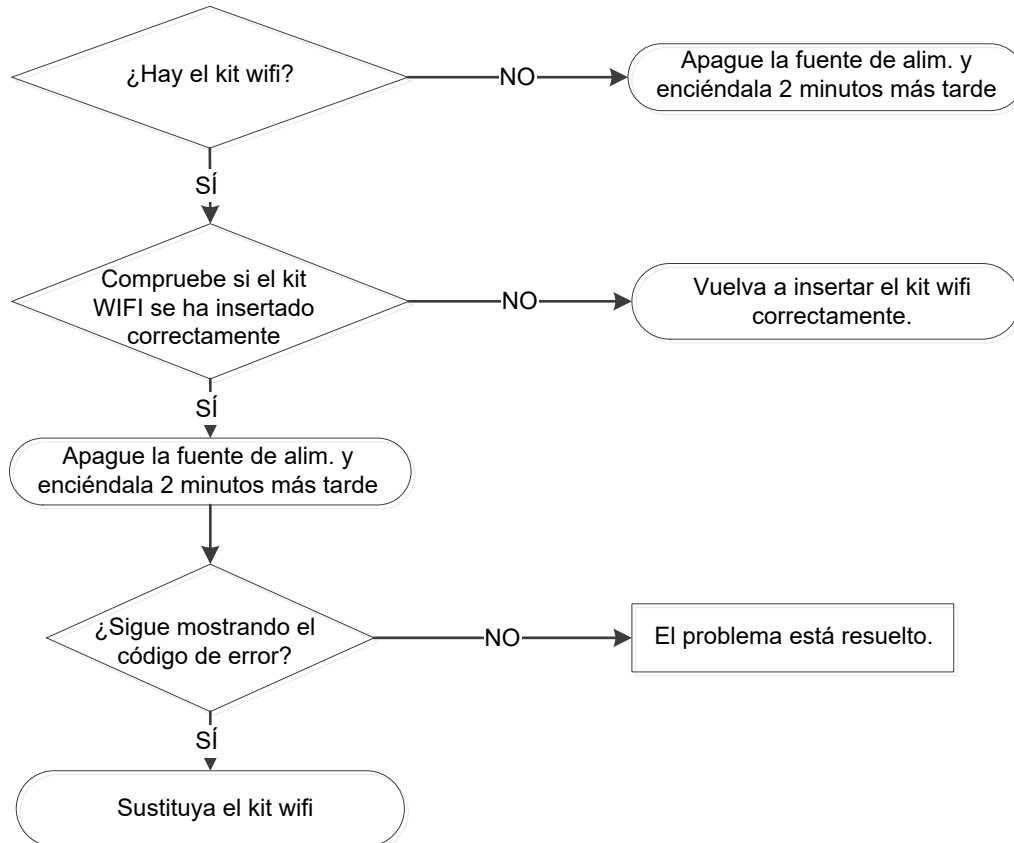 ¿Hay el kit wifi?
NO
Apague la fuente de alim. y
enciéndala 2 minutos más tarde
SÍ
Compruebe si el kit
WIFI se ha insertado
correctamente
NO
Vuelva a insertar el kit wifi
correctamente.
SÍ
Apague la fuente de alim. y
enciéndala 2 minutos más tarde
¿Sigue mostrando el
código de error?
NO
El problema está resuelto.
SÍ
Sustituya el kit wifi